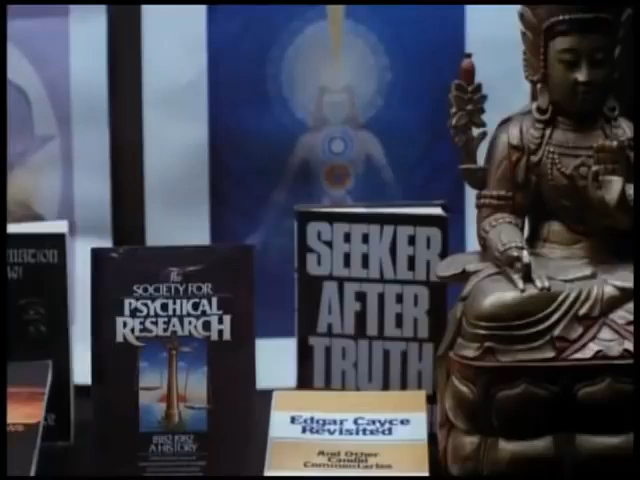 The
SOCIETY FOR
PSYCHICAL
RESEARCH
1882-1982
A HISTORY
SEEKER
AFTER
TRUTH
Edgar Cayce
Revisited
And Other
Candid
Commentaries